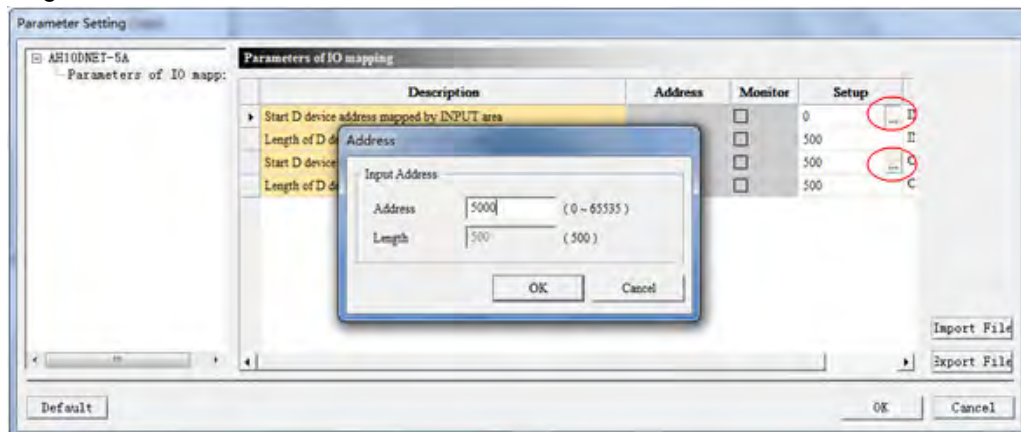 Parameter Setting
AH10DNET-5A
Parameters of IO mapp:
Parameters of IO mapping
Description Address Monitor Setup
Start D device address mapped by INPUT area 0 ...
Length of D de 500
Start D device 500 ...
Length of D de 500
Address
Input Address
Address 5000 ( 0 ~ 65535 )
Length 500 ( 500 )
OK Cancel
Import File
Export File
Default OK Cancel